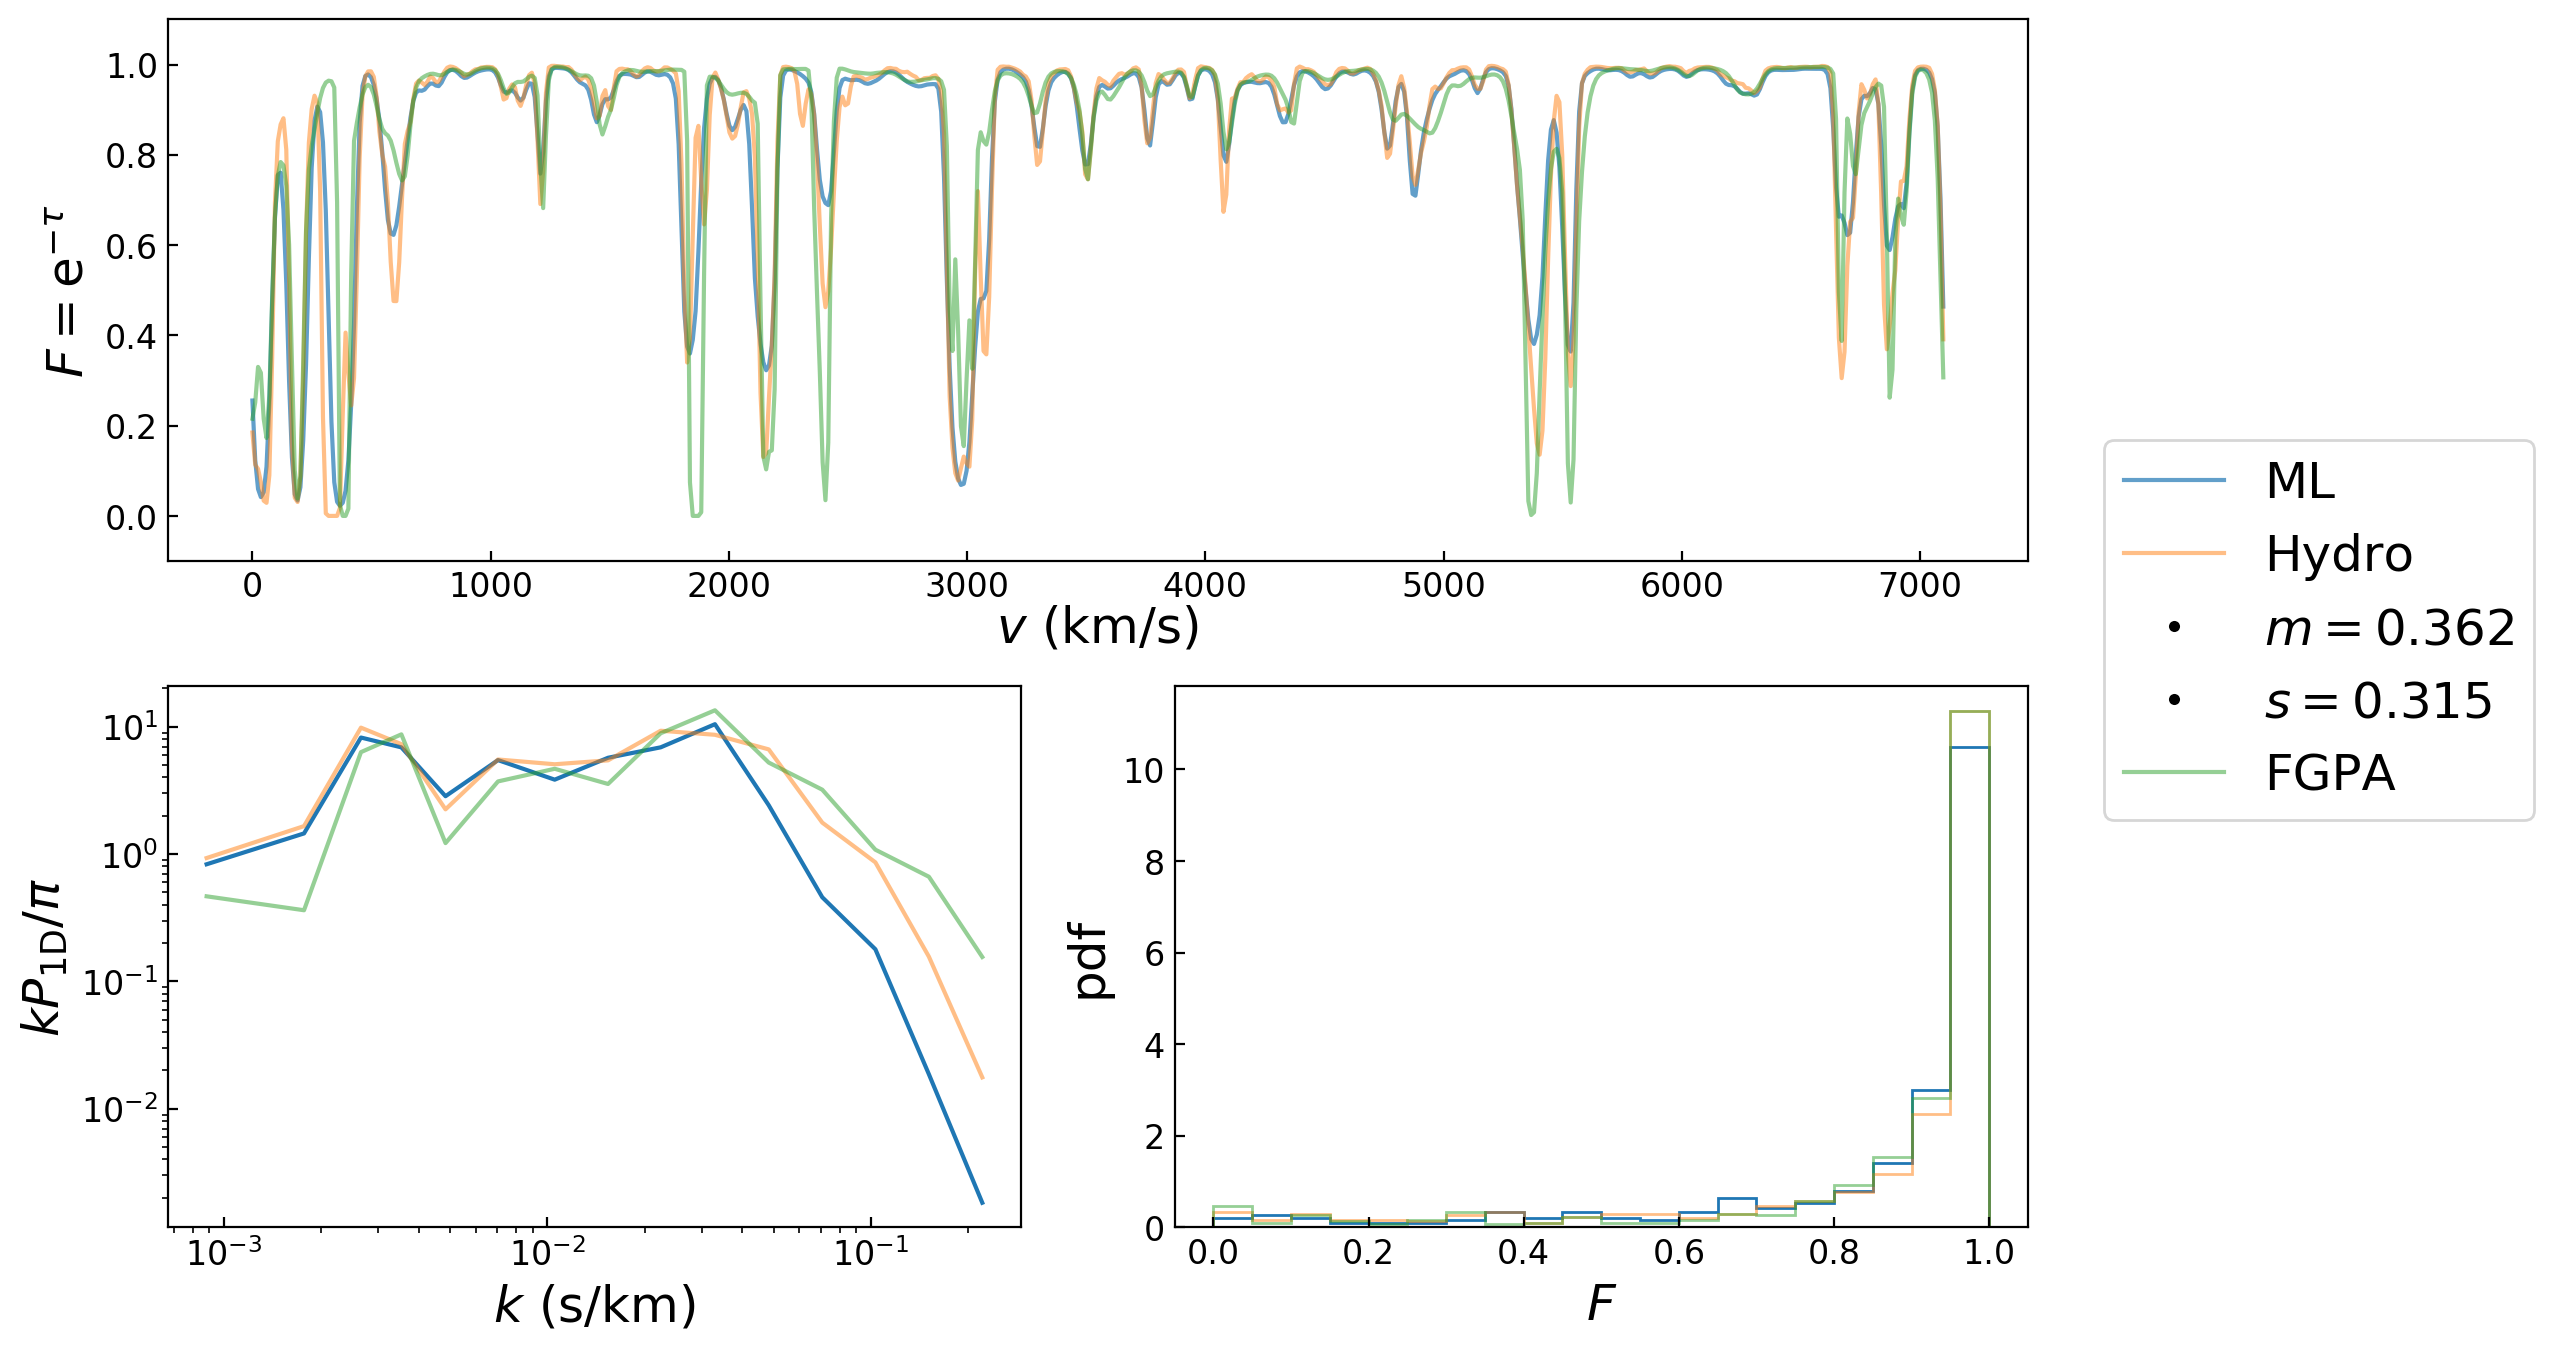 1.0
0.8
0.6
0.4
0.2
0.0
F = e^{−τ}
0 1000 2000 3000 4000 5000 6000 7000
v (km/s)
ML
Hydro
m = 0.362
s = 0.315
FGPA
10^1
10^0
10^{−1}
10^{−2}
kP_{1D}/π
10^{−3} 10^{−2} 10^{−1}
k (s/km)
10
8
6
4
2
0
pdf
0.0 0.2 0.4 0.6 0.8 1.0
F